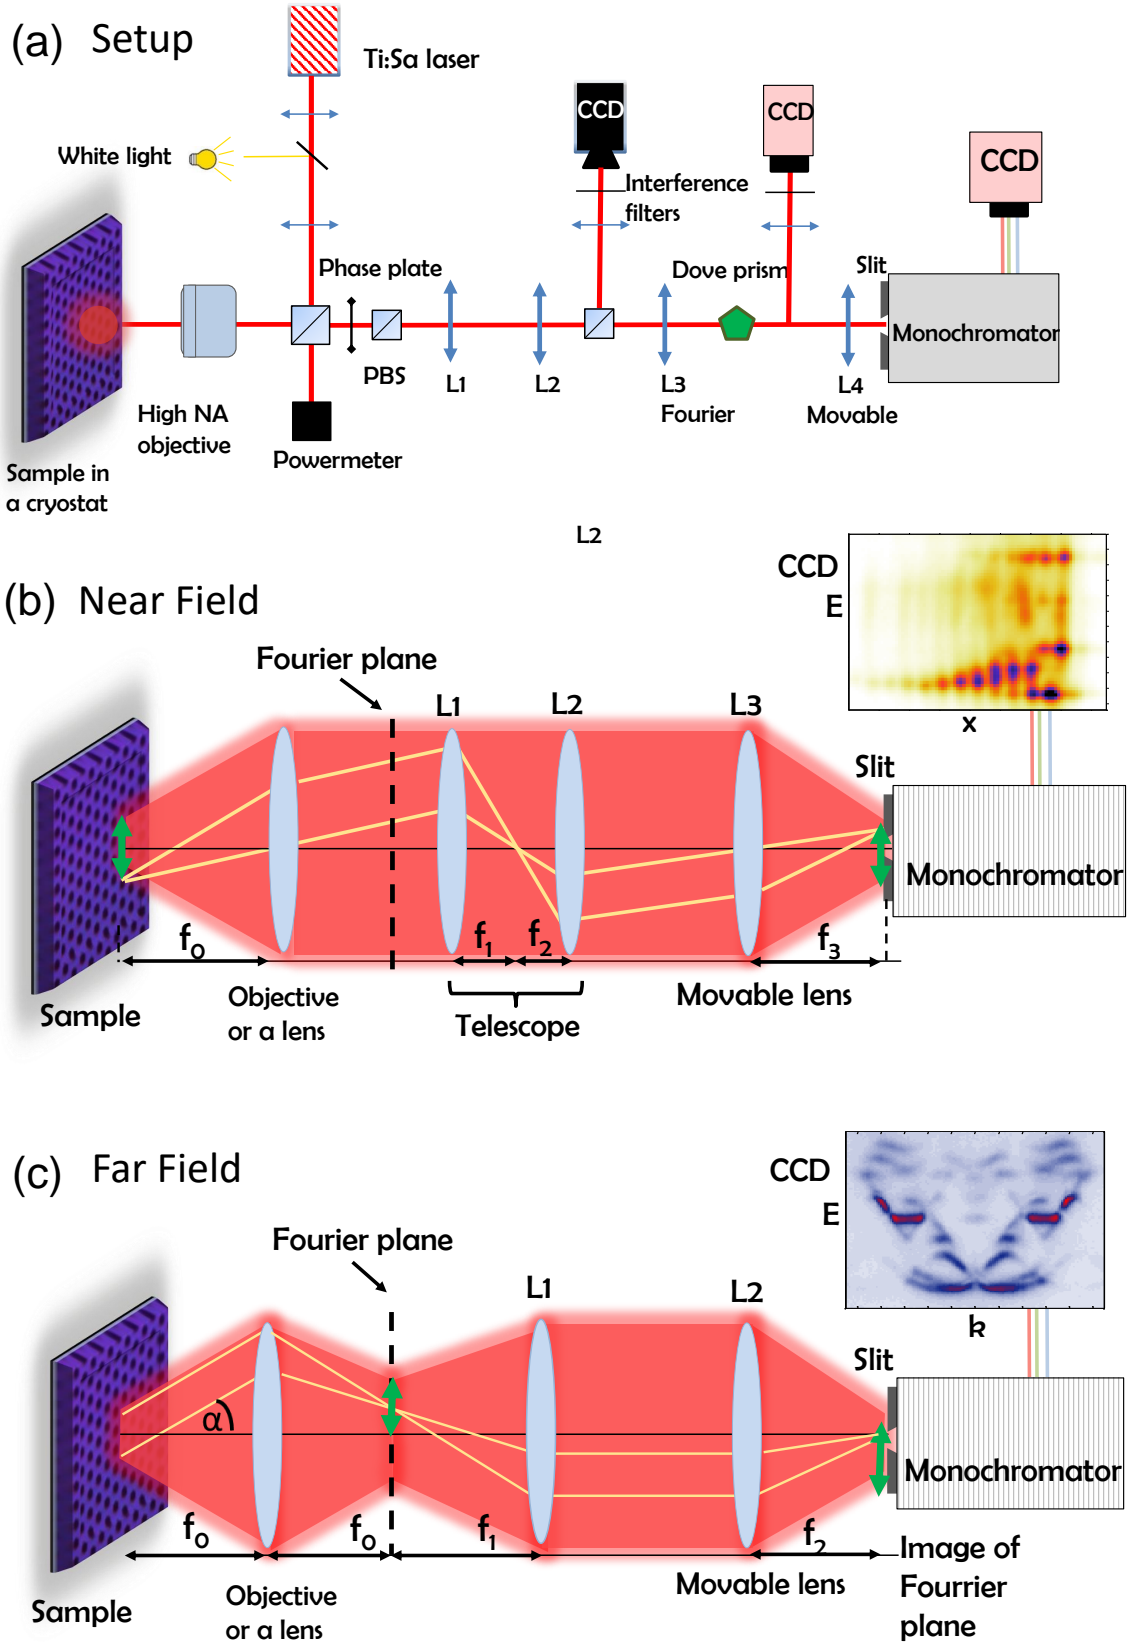 (a) Setup
Ti:Sa laser
White light
CCD
CCD
CCD
Interference
filters
Phase plate
Dove prism
Slit
Monochromator
PBS
L1
L2
L3
Fourier
L4
Movable
High NA
objective
Powermeter
Sample in
a cryostat
L2
(b) Near Field
CCD
E
x
Fourier plane
L1
L2
L3
Slit
Monochromator
f0
f1
f2
f3
Sample
Objective
or a lens
Telescope
Movable lens
(c) Far Field
CCD
E
k
Fourier plane
L1
L2
Slit
α
Monochromator
f0
f0
f1
f2
Sample
Objective
or a lens
Movable lens
Image of
Fourrier
plane